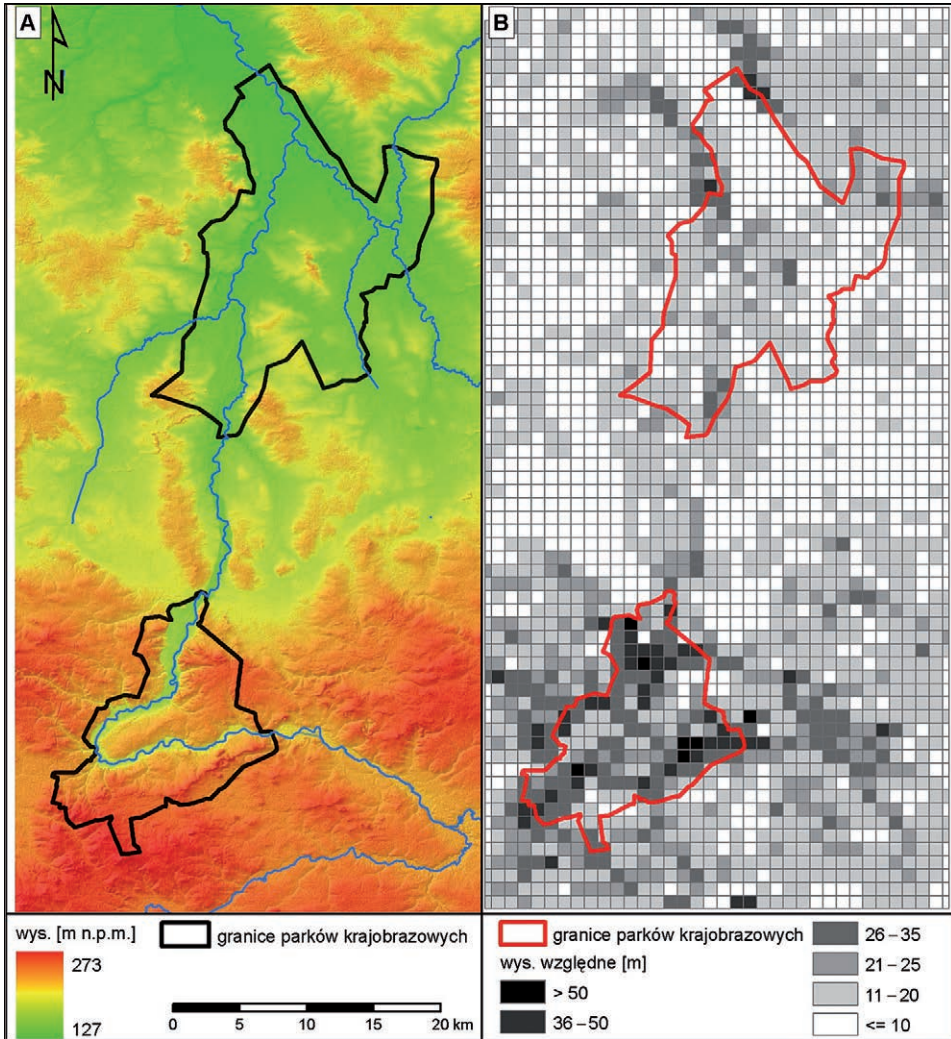 A
N
B
wys. [m n.p.m.]
273
127
granice parków krajobrazowych
0 5 10 15 20 km
granice parków krajobrazowych
wys. względne [m]
> 50
36–50
26–35
21–25
11–20
<= 10